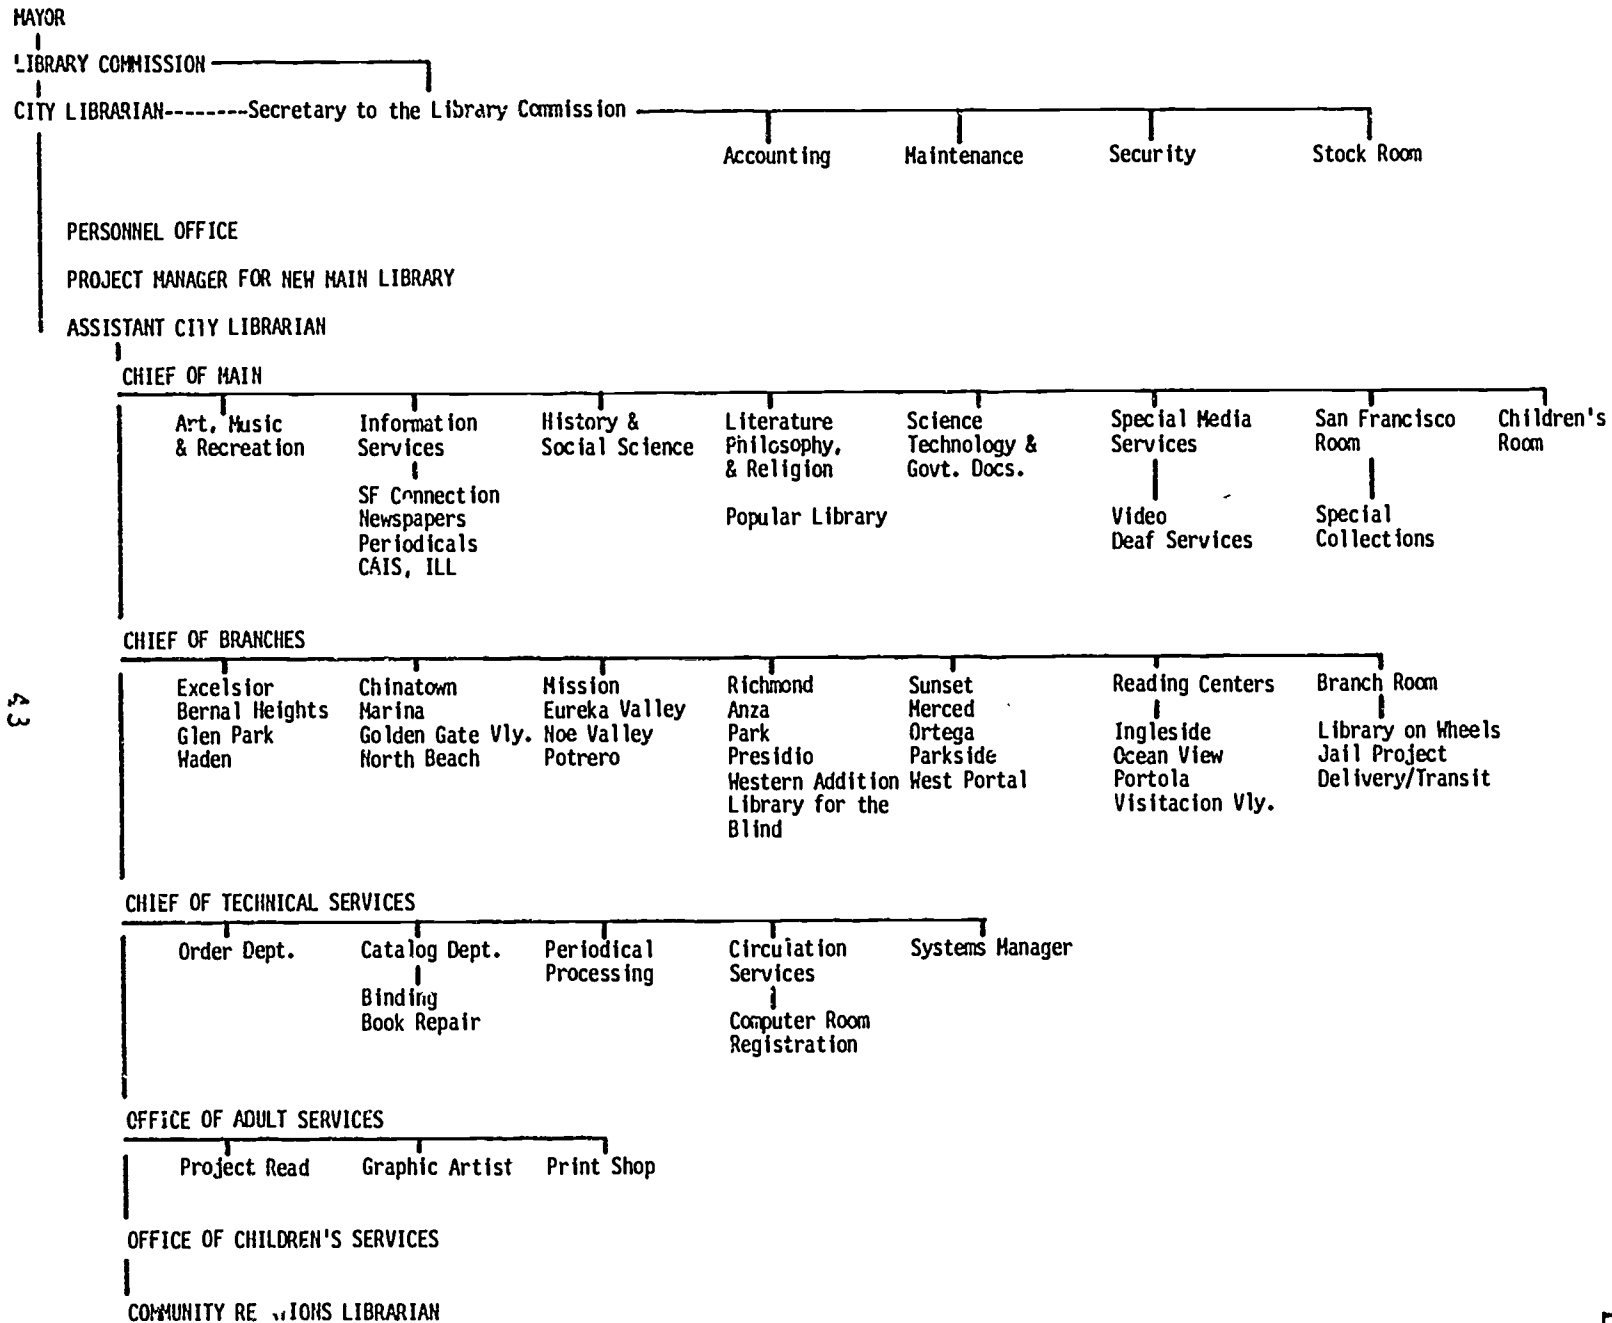 MAYOR
LIBRARY COMMISSION
CITY LIBRARIAN--------Secretary to the Library Commission
Accounting
Maintenance
Security
Stock Room
PERSONNEL OFFICE
PROJECT MANAGER FOR NEW MAIN LIBRARY
ASSISTANT CITY LIBRARIAN
CHIEF OF MAIN
Art, Music
& Recreation
Information
Services
SF Connection
Newspapers
Periodicals
CAIS, ILL
History &
Social Science
Literature
Philosophy,
& Religion
Popular Library
Science
Technology &
Govt. Docs.
Special Media
Services
Video
Deaf Services
San Francisco
Room
Special
Collections
Children's
Room
CHIEF OF BRANCHES
Excelsior
Bernal Heights
Glen Park
Waden
Chinatown
Marina
Golden Gate Vly.
North Beach
Mission
Eureka Valley
Noe Valley
Potrero
Richmond
Anza
Park
Presidio
Western Addition
Library for the
Blind
Sunset
Merced
Ortega
Parkside
West Portal
Reading Centers
Ingleside
Ocean View
Portola
Visitacion Vly.
Branch Room
Library on Wheels
Jail Project
Delivery/Transit
43
CHIEF OF TECHNICAL SERVICES
Order Dept.
Catalog Dept.
Binding
Book Repair
Periodical
Processing
Circulation
Services
Computer Room
Registration
Systems Manager
OFFICE OF ADULT SERVICES
Project Read
Graphic Artist
Print Shop
OFFICE OF CHILDREN'S SERVICES
COMMUNITY LIBRARIAN